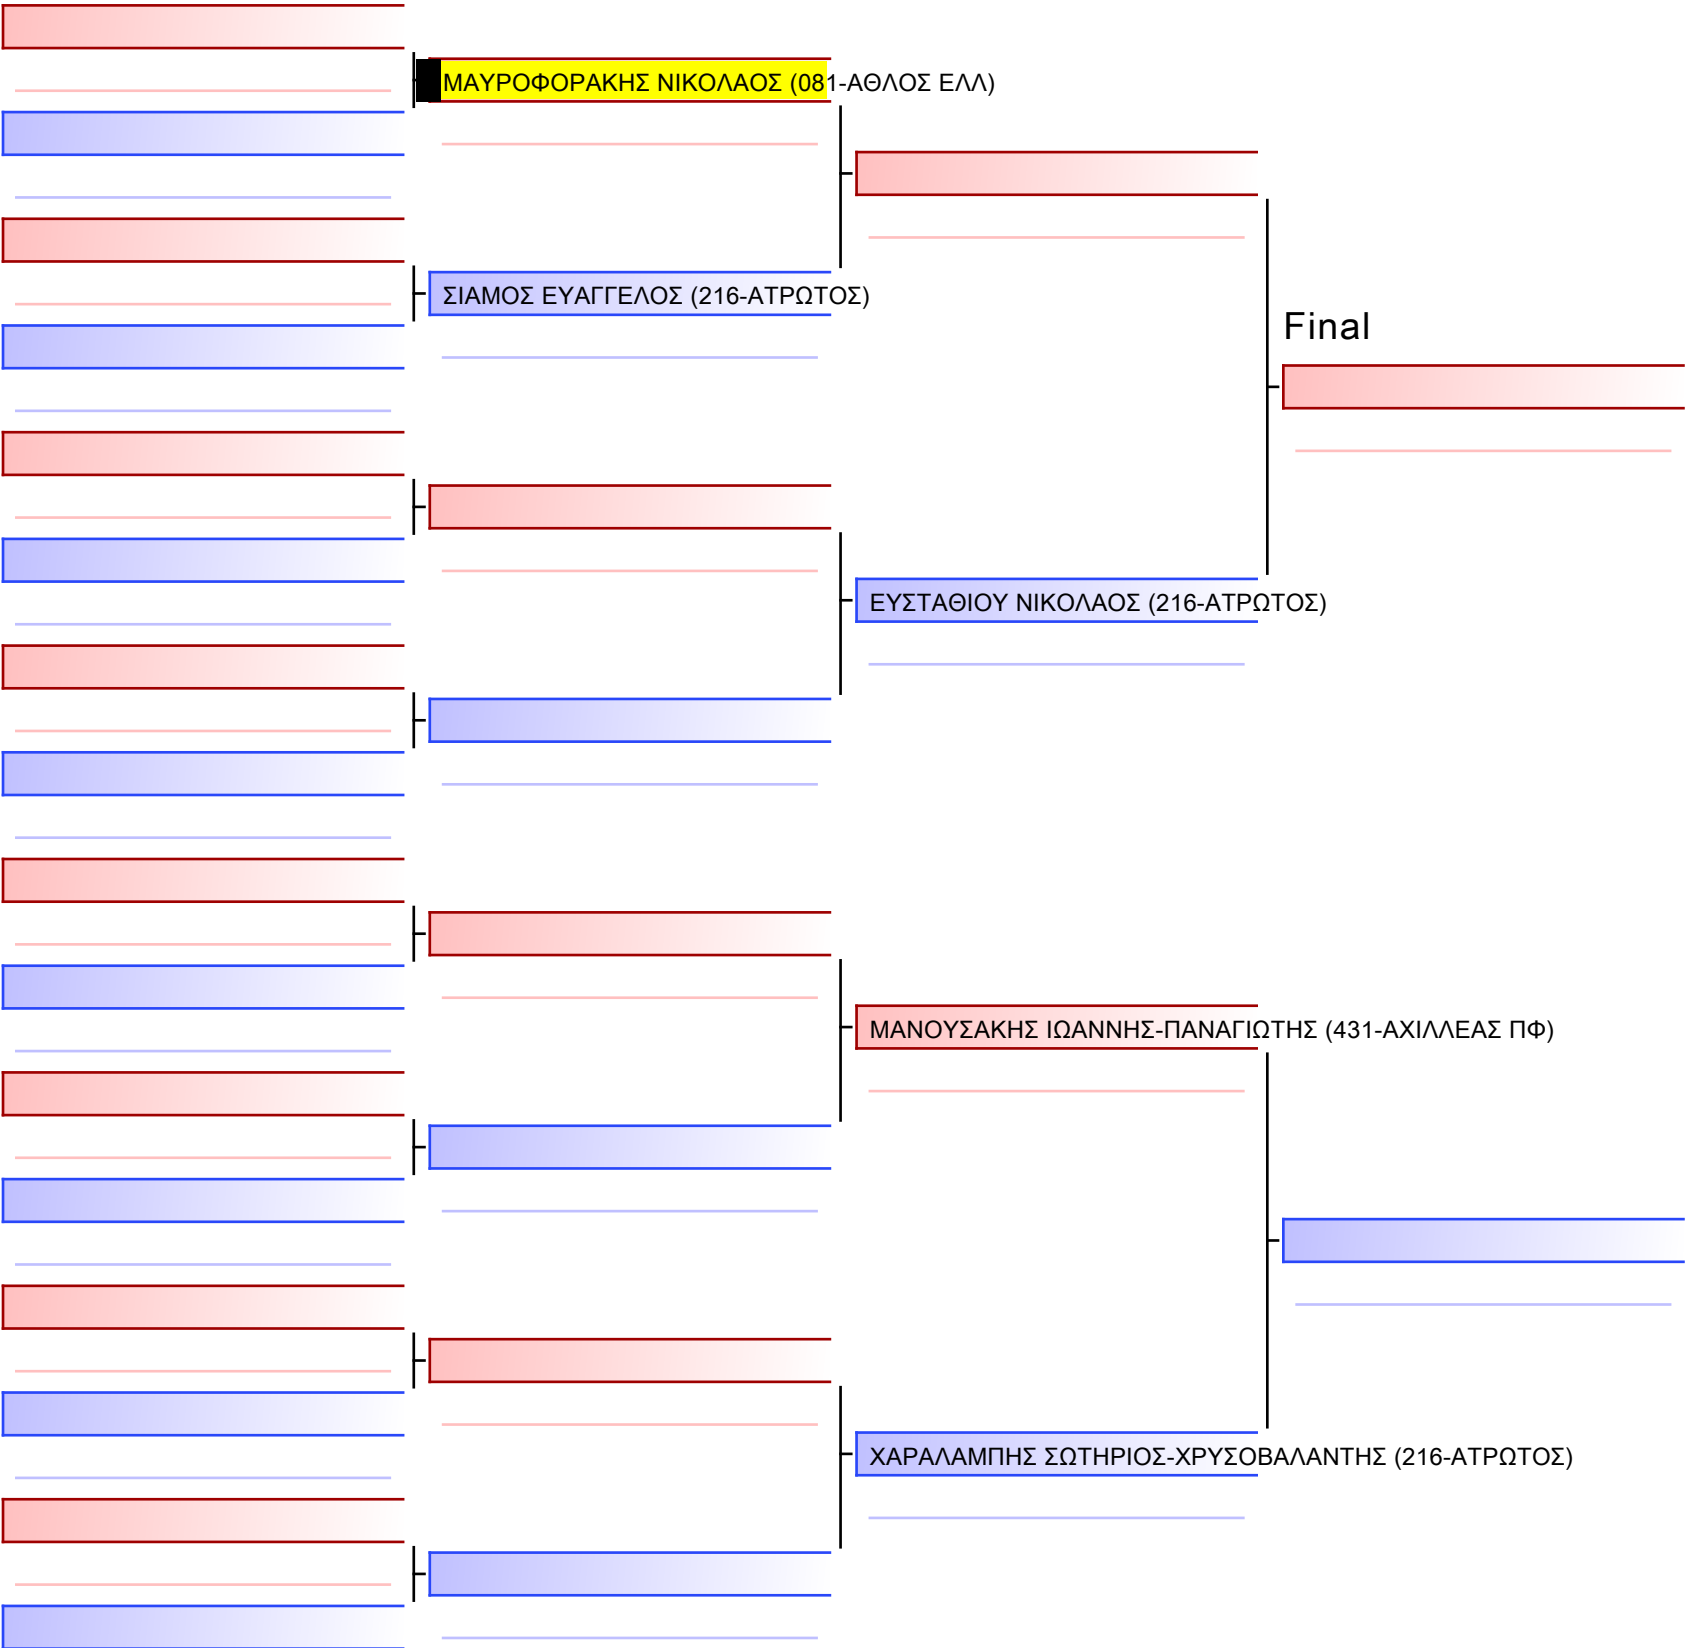 ΜΑΥΡΟΦΟΡΑΚΗΣ ΝΙΚΟΛΑΟΣ (081-ΑΘΛΟΣ ΕΛΛ)
ΣΙΑΜΟΣ ΕΥΑΓΓΕΛΟΣ (216-ΑΤΡΩΤΟΣ)
Final
ΕΥΣΤΑΘΙΟΥ ΝΙΚΟΛΑΟΣ (216-ΑΤΡΩΤΟΣ)
ΜΑΝΟΥΣΑΚΗΣ ΙΩΑΝΝΗΣ-ΠΑΝΑΓΙΩΤΗΣ (431-ΑΧΙΛΛΕΑΣ ΠΦ)
ΧΑΡΑΛΑΜΠΗΣ ΣΩΤΗΡΙΟΣ-ΧΡΥΣΟΒΑΛΑΝΤΗΣ (216-ΑΤΡΩΤΟΣ)